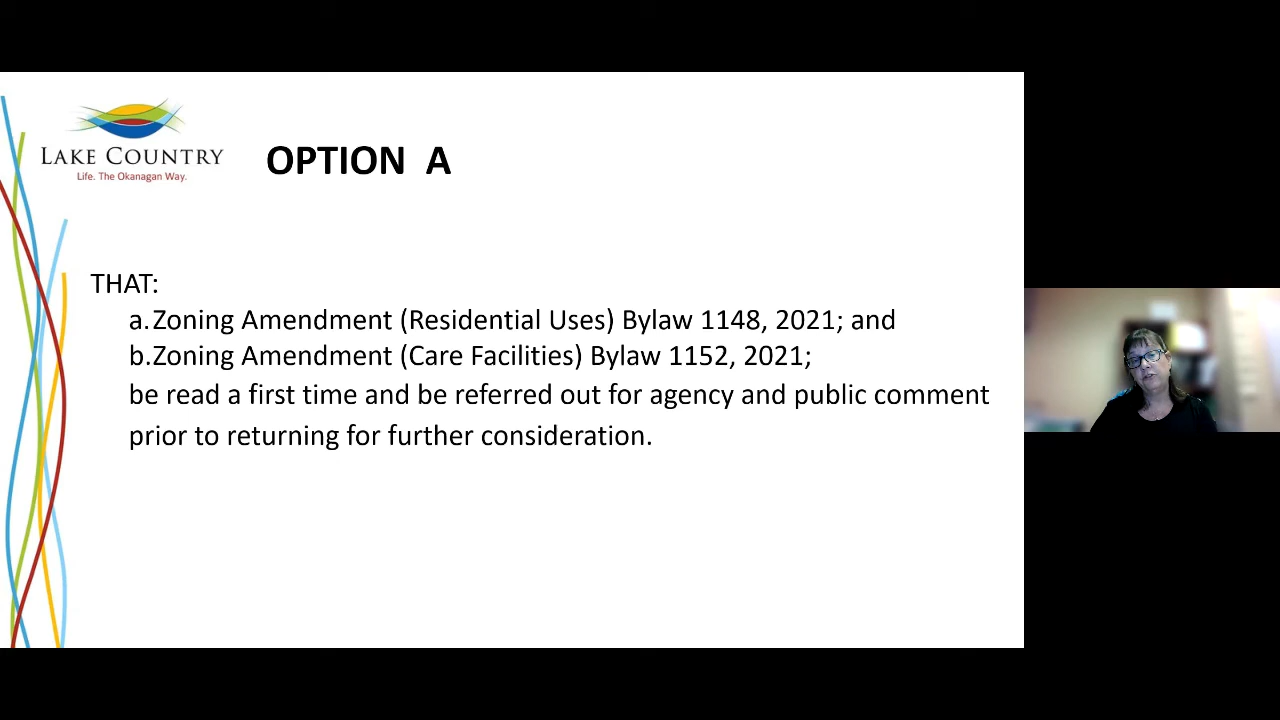 LAKE COUNTRY
Life. The Okanagan Way.
OPTION A
THAT:
a.Zoning Amendment (Residential Uses) Bylaw 1148, 2021; and
b.Zoning Amendment (Care Facilities) Bylaw 1152, 2021;
be read a first time and be referred out for agency and public comment
prior to returning for further consideration.